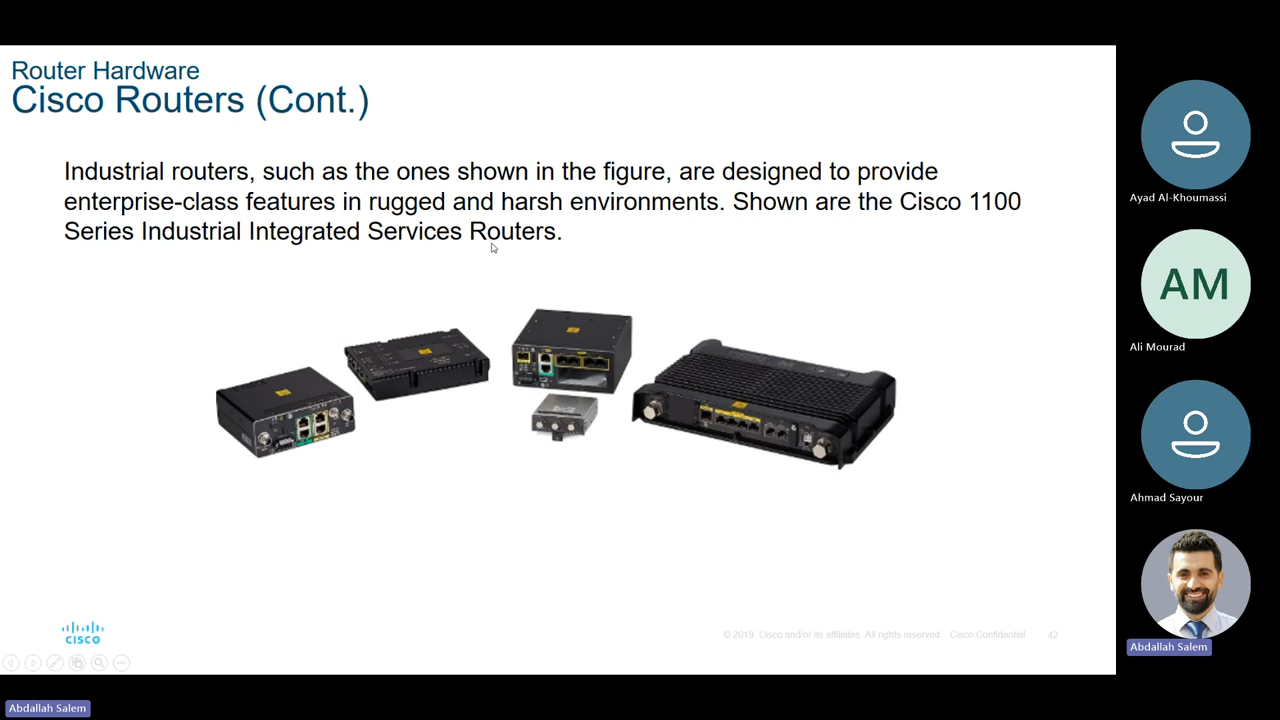 Router Hardware
Cisco Routers (Cont.)
Industrial routers, such as the ones shown in the figure, are designed to provide
enterprise-class features in rugged and harsh environments. Shown are the Cisco 1100
Series Industrial Integrated Services Routers.
CISCO
© 2019 Cisco and/or its affiliates. All rights reserved. Cisco Confidential
42
Ayad Al-Khoumassi
AM
Ali Mourad
Ahmad Sayour
Abdallah Salem
Abdallah Salem